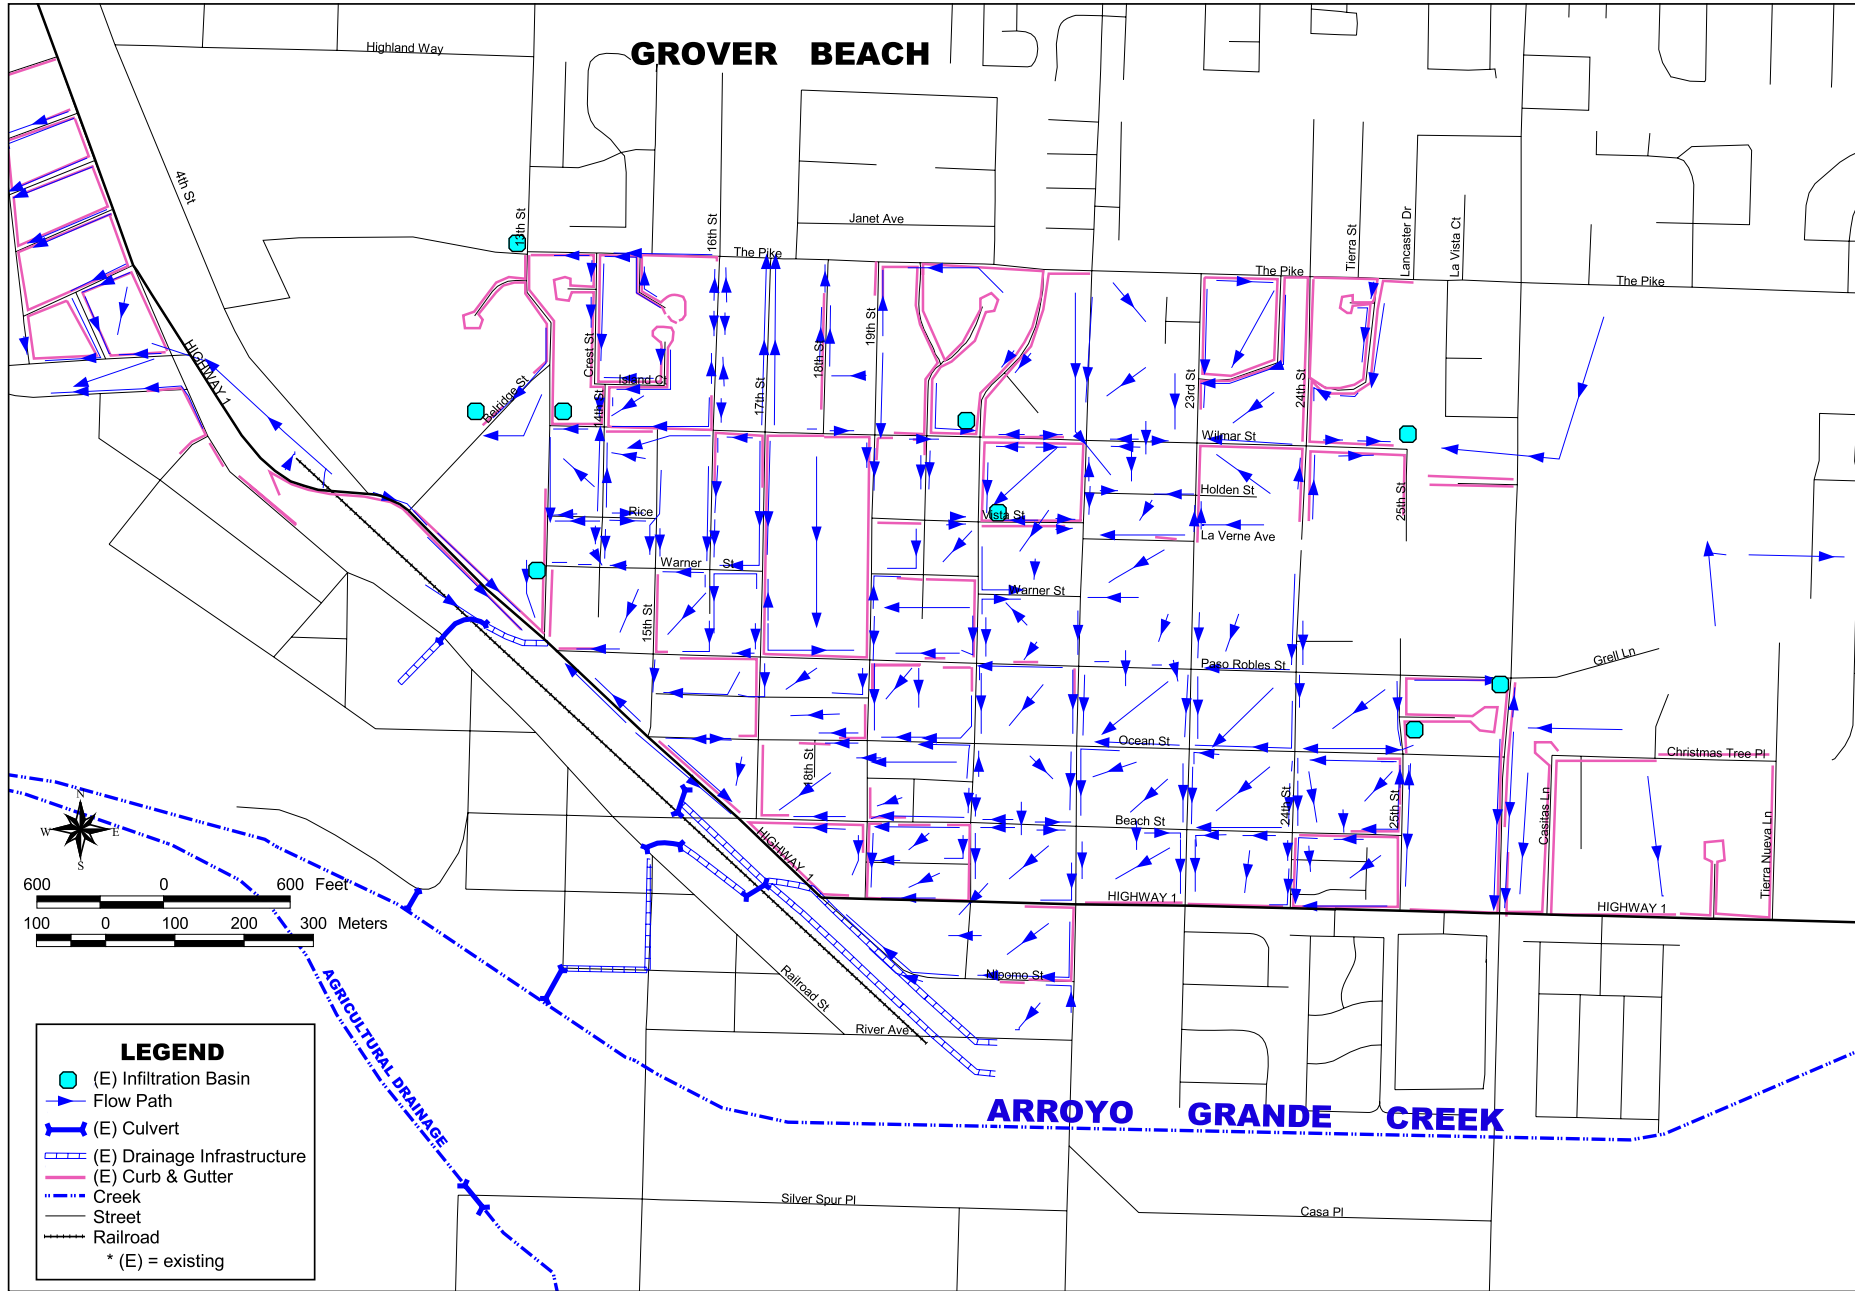 GROVER BEACH
Highland Way
4th St
13th St
16th St
Janet Ave
The Pike
The Pike
Tierra St
Lancaster Dr
La Vista Ct
The Pike
HIGHWAY 1
Belridge St
Crest St
14th St
Island Ct
17th St
18th St
19th St
23rd St
24th St
Wilmar St
Holden St
25th St
Rice
Vista St
La Verne Ave
Warner St
Warner St
15th St
Paso Robles St
Grell Ln
Ocean St
18th St
Christmas Tree Pl
Beach St
24th St
25th St
Casitas Ln
Tierra Nueva Ln
HIGHWAY 1
HIGHWAY 1
HIGHWAY 1
Nipomo St
Railroad St
River Ave
N
W E
S
600 0 600 Feet
100 0 100 200 300 Meters
AGRICULTURAL DRAINAGE
ARROYO GRANDE CREEK
Silver Spur Pl
Casa Pl
LEGEND
(E) Infiltration Basin
Flow Path
(E) Culvert
(E) Drainage Infrastructure
(E) Curb & Gutter
Creek
Street
Railroad
* (E) = existing